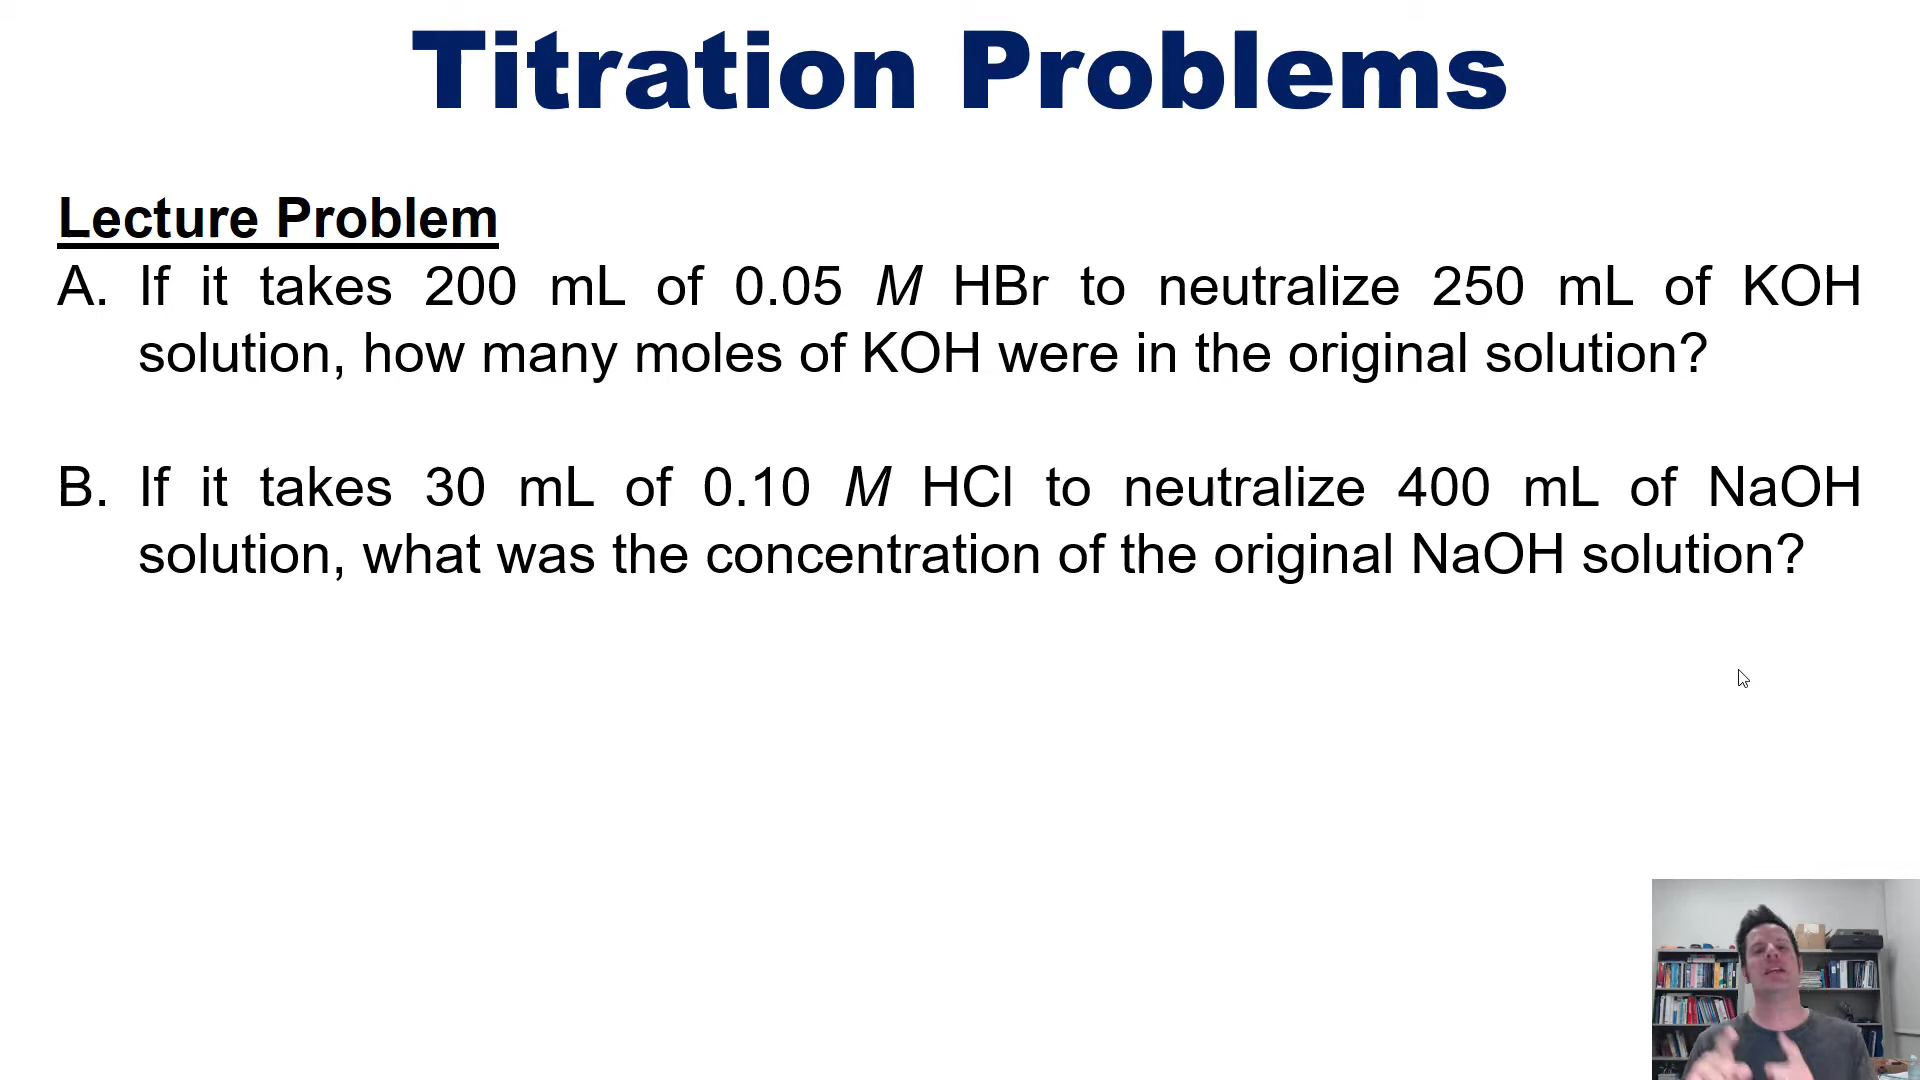 Titration Problems
Lecture Problem
A. If it takes 200 mL of 0.05 M HBr to neutralize 250 mL of KOH
solution, how many moles of KOH were in the original solution?
B. If it takes 30 mL of 0.10 M HCl to neutralize 400 mL of NaOH
solution, what was the concentration of the original NaOH solution?